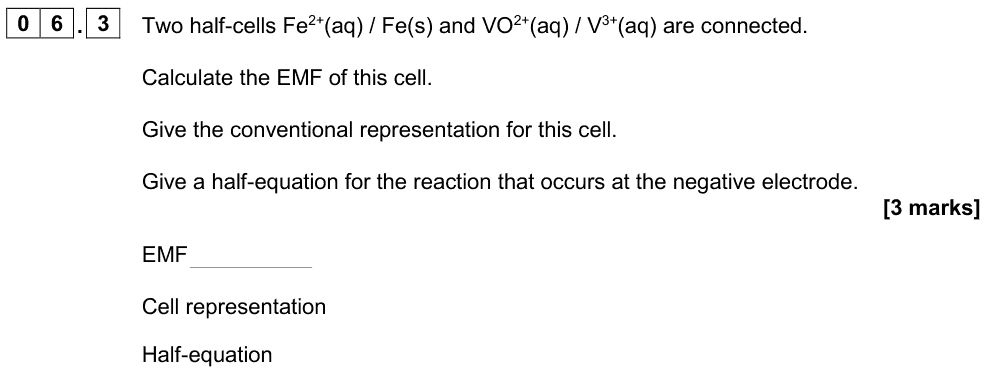 0 6 . 3 Two half-cells Fe²⁺(aq) / Fe(s) and VO²⁺(aq) / V³⁺(aq) are connected.
Calculate the EMF of this cell.
Give the conventional representation for this cell.
Give a half-equation for the reaction that occurs at the negative electrode.
[3 marks]
EMF
Cell representation
Half-equation